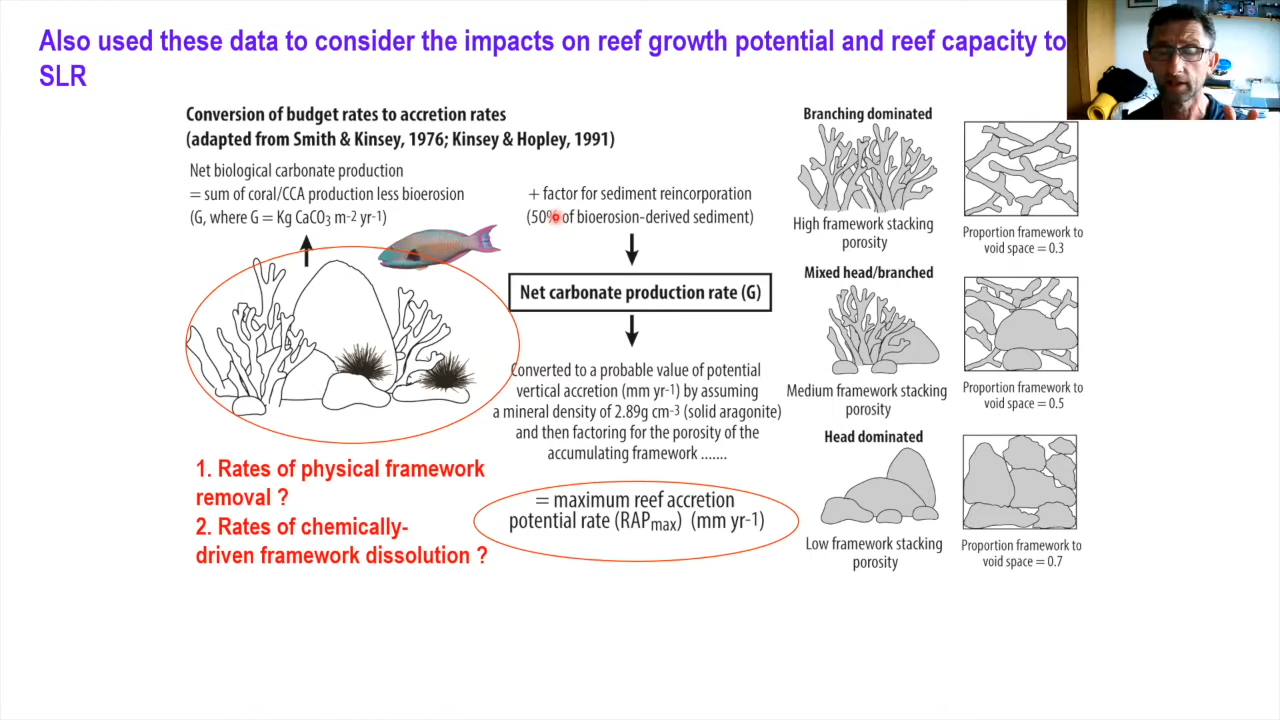 Also used these data to consider the impacts on reef growth potential and reef capacity to
SLR
Conversion of budget rates to accretion rates
(adapted from Smith & Kinsey, 1976; Kinsey & Hopley, 1991)
Net biological carbonate production
= sum of coral/CCA production less bioerosion
(G, where G = Kg CaCO3 m-2 yr-1)
+ factor for sediment reincorporation
(50% of bioerosion-derived sediment)
Net carbonate production rate (G)
Converted to a probable value of potential
vertical accretion (mm yr-1) by assuming
a mineral density of 2.89g cm-3 (solid aragonite)
and then factoring for the porosity of the
accumulating framework .......
= maximum reef accretion
potential rate (RAPmax) (mm yr-1)
1. Rates of physical framework
removal ?
2. Rates of chemically-
driven framework dissolution ?
Branching dominated
High framework stacking
porosity
Proportion framework to
void space = 0.3
Mixed head/branched
Medium framework stacking
porosity
Proportion framework to
void space = 0.5
Head dominated
Low framework stacking
porosity
Proportion framework to
void space = 0.7